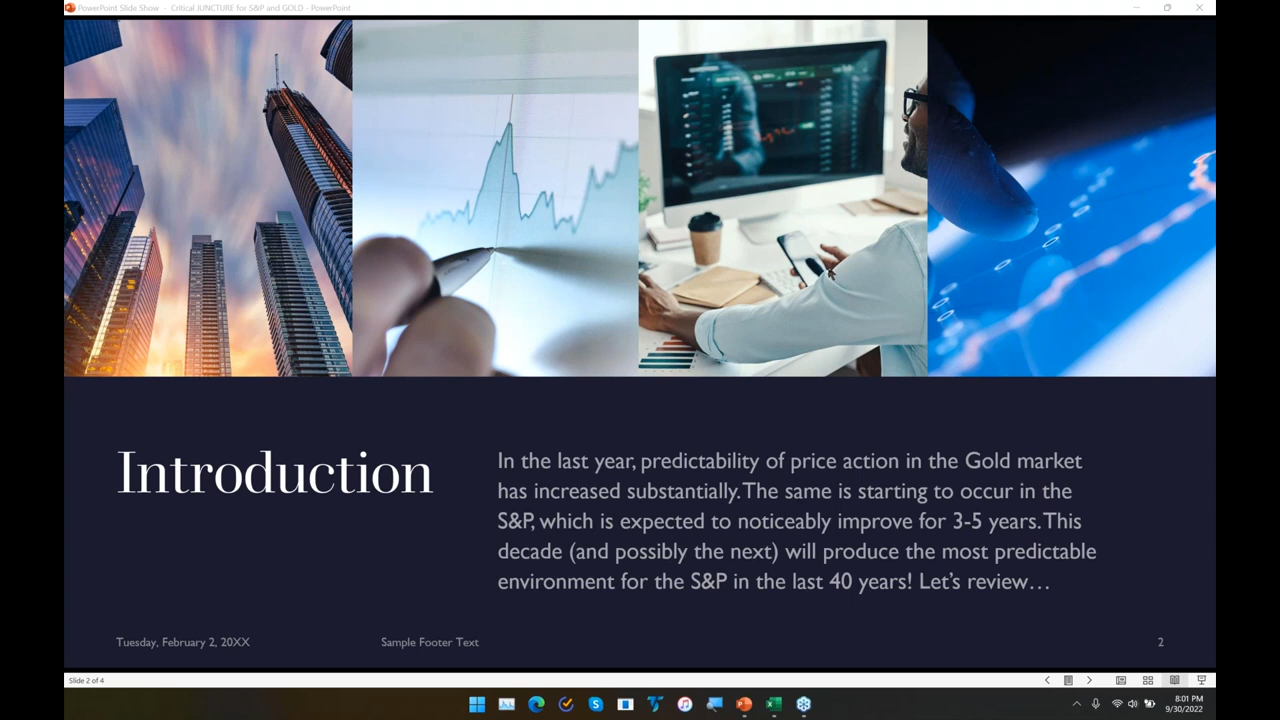 PowerPoint Slide Show - Critical JUNCTURE for S&P and GOLD - PowerPoint
Introduction
In the last year, predictability of price action in the Gold market
has increased substantially. The same is starting to occur in the
S&P, which is expected to noticeably improve for 3-5 years. This
decade (and possibly the next) will produce the most predictable
environment for the S&P in the last 40 years! Let’s review…
Tuesday, February 2, 20XX
Sample Footer Text
2
Slide 2 of 4
8:01 PM
9/30/2022